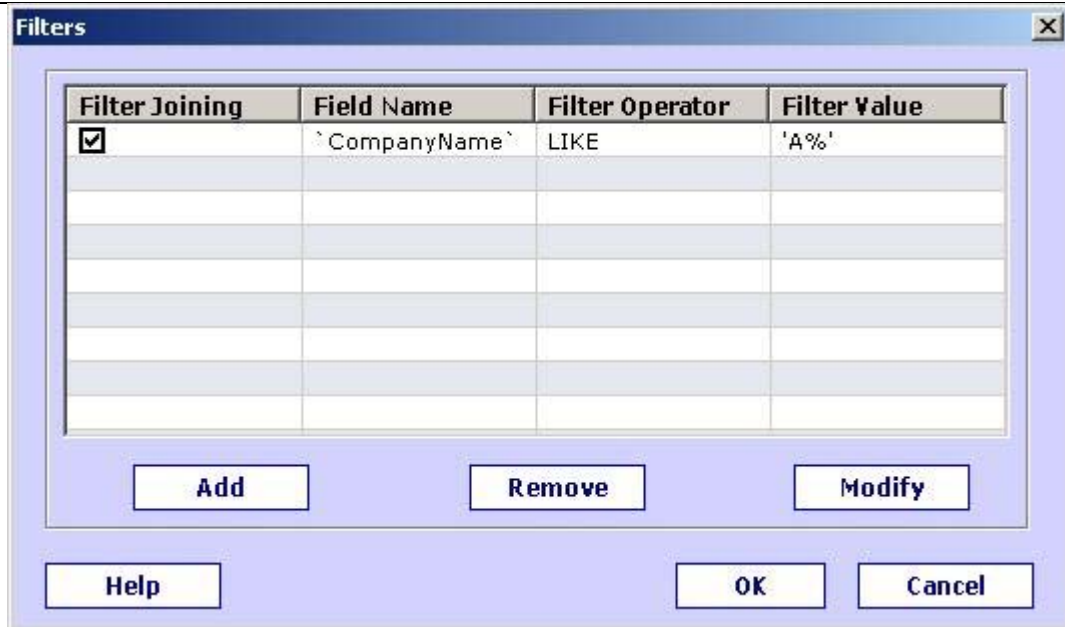 Filters
Filter Joining Field Name Filter Operator Filter Value
`CompanyName` LIKE 'A%'
Add Remove Modify
Help OK Cancel